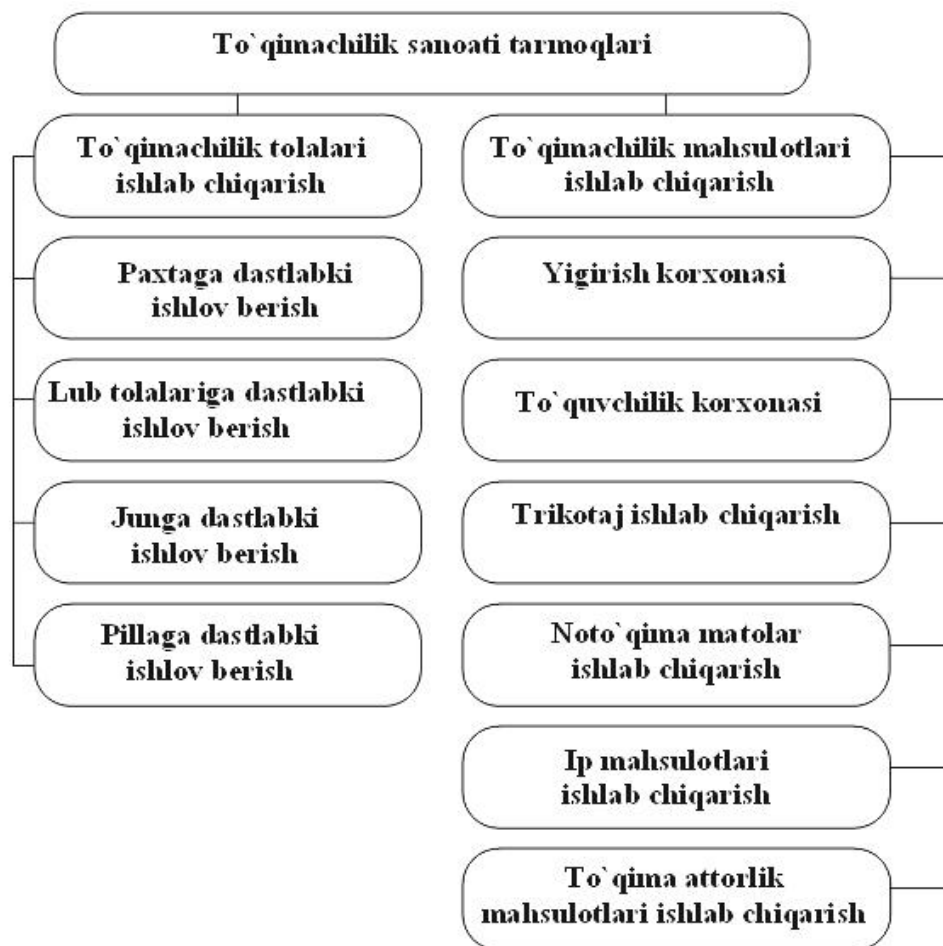 To`qimachilik sanoati tarmoqlari
To`qimachilik tolalari
ishlab chiqarish
Paxtaga dastlabki
ishlov berish
Lub tolalariga dastlabki
ishlov berish
Junga dastlabki
ishlov berish
Pillaga dastlabki
ishlov berish
To`qimachilik mahsulotlari
ishlab chiqarish
Yigirish korxonasi
To`quvchilik korxonasi
Trikotaj ishlab chiqarish
Noto`qima matolar
ishlab chiqarish
Ip mahsulotlari
ishlab chiqarish
To`qima attorlik
mahsulotlari ishlab chiqarish